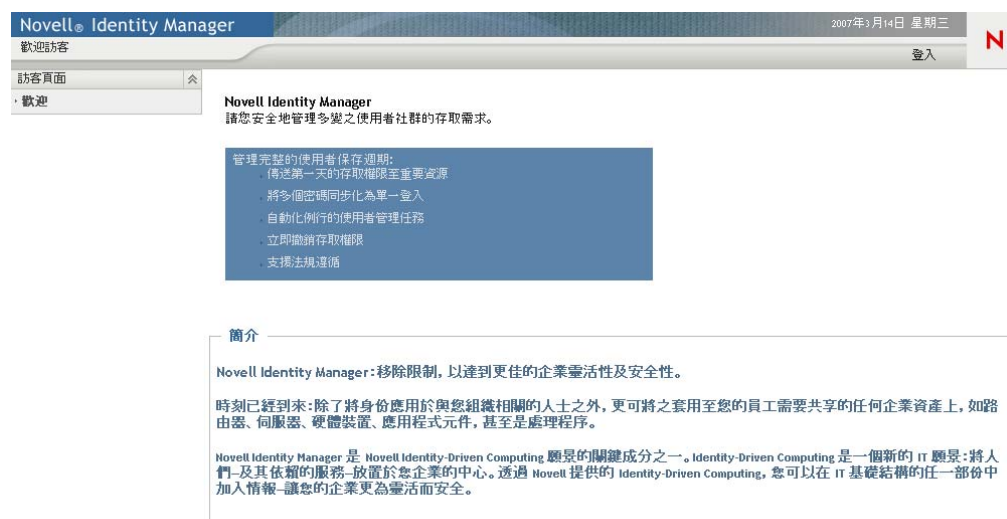 Novell® Identity Manager
2007年3月14日 星期三
N
歡迎訪客
登入
訪客頁面
歡迎
Novell Identity Manager
讓您安全地管理多變之使用者社群的存取需求。
管理完整的使用者保存週期:
傳送第一天的存取權限至重要資源
將多個密碼同步化為單一登入
自動化例行的使用者管理任務
立即撤銷存取權限
支援法規遵循
簡介
Novell Identity Manager：移除限制，以達到更佳的企業靈活性及安全性。
時刻已經到來：除了將身份應用於與您組織相關的人士之外，更可將之套用至您的員工需要共享的任何企業資產上，如路
由器、伺服器、硬體裝置、應用程式元件，甚至是處理程序。
Novell Identity Manager 是 Novell Identity-Driven Computing 願景的關鍵成分之一。Identity-Driven Computing 是一個新的 IT 願景：將人
們–及其依賴的服務–放置於您企業的中心。透過 Novell 提供的 Identity-Driven Computing，您可以在 IT 基礎結構的任一部份中
加入情報–讓您的企業更為靈活而安全。